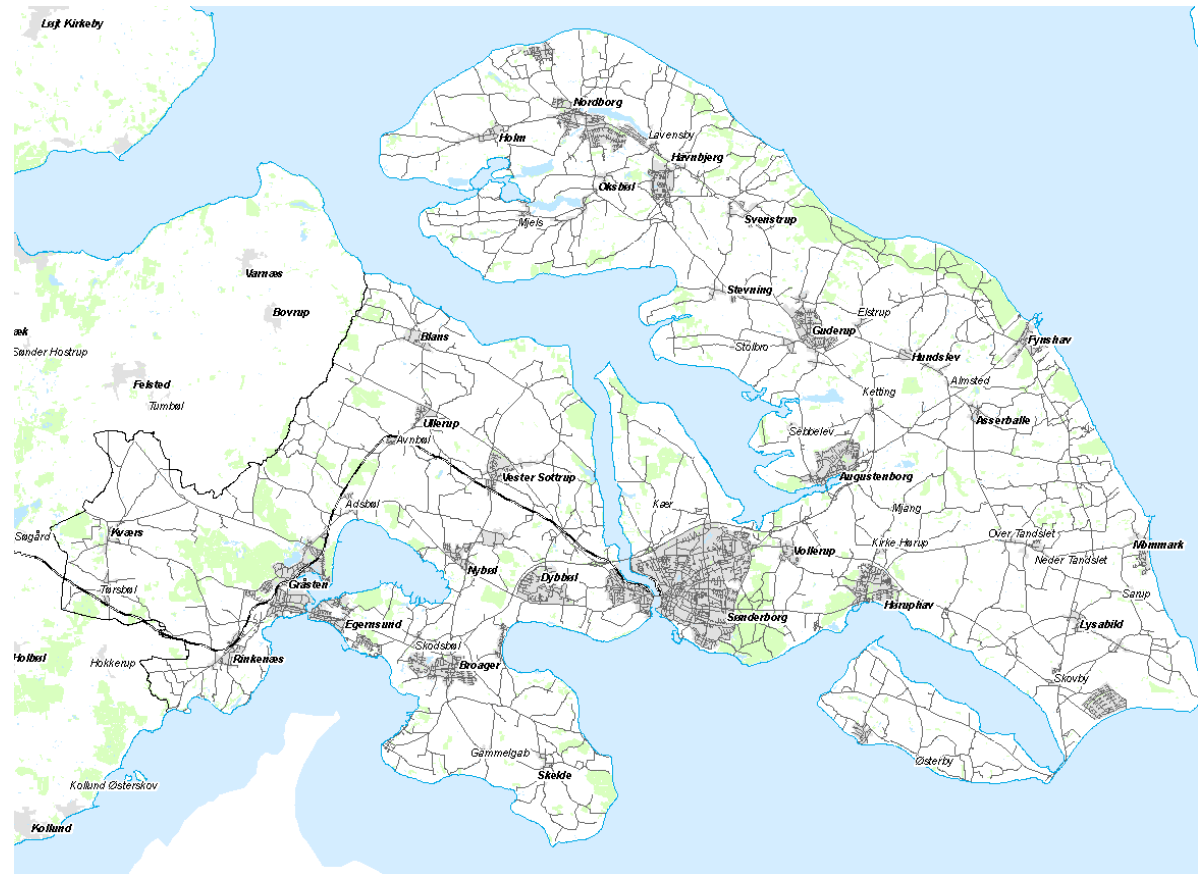 Løjt Kirkeby
Nordborg
Lavensby
Holm
Havnbjerg
Oksbøl
Mjels
Svenstrup
Varnæs
Stevning
Bovrup
Elstrup
Guderup
æk
Blans
Stolbro
Fynshav
Sønder Hostrup
Hundslev
Felsted
Almsted
Ketting
Tumbøl
Asserballe
Ullerup
Sebbelev
Avnbøl
Vester Sottrup
Augustenborg
Adsbøl
Kær
Mjang
Søgård
Kværs
Over Tandslet
Kirke Hørup
Mommark
Vollerup
Neder Tandslet
Nybøl
Dybbøl
Gråsten
Tørsbøl
Sarup
Høruphav
Egernsund
Sønderborg
Lysabild
Skodsbøl
Holbøl
Hokkerup
Rinkenæs
Broager
Skovby
Gammelgab
Østerby
Skelde
Kollund Østerskov
Kollund